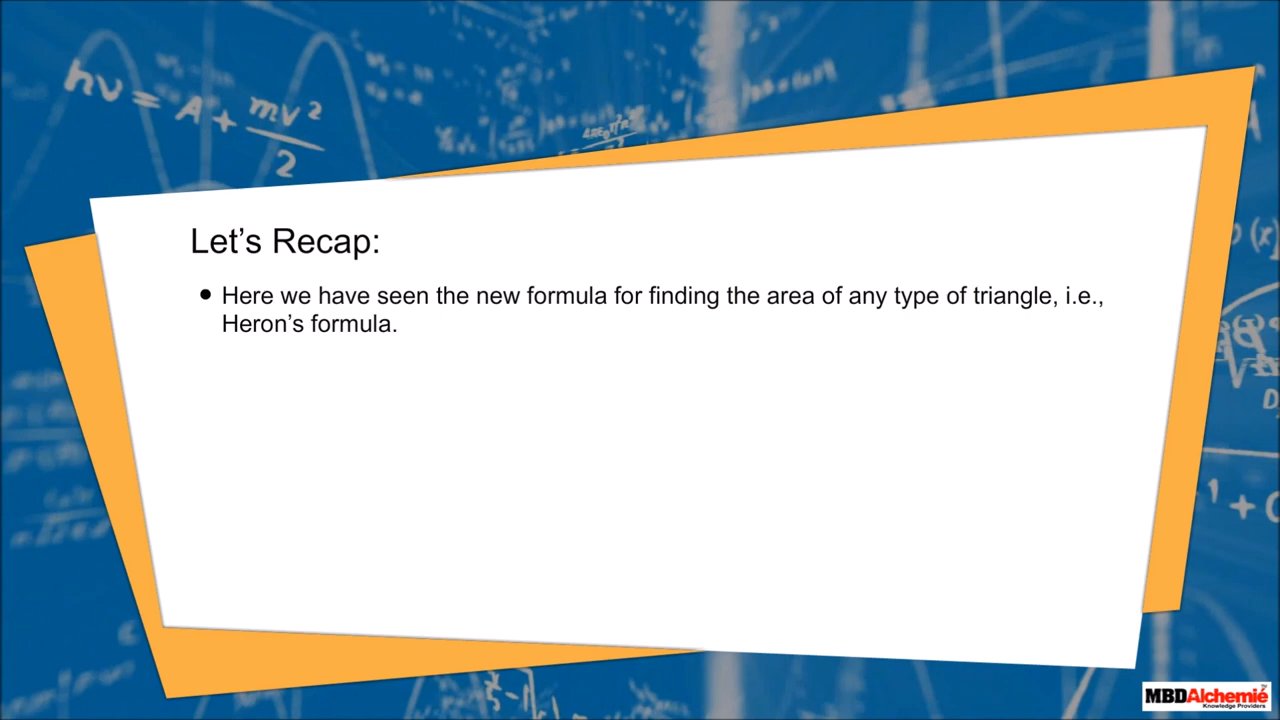 hν = A + mv²/2
Let’s Recap:
● Here we have seen the new formula for finding the area of any type of triangle, i.e.,
Heron’s formula.
MBDAlchemié
Knowledge Providers